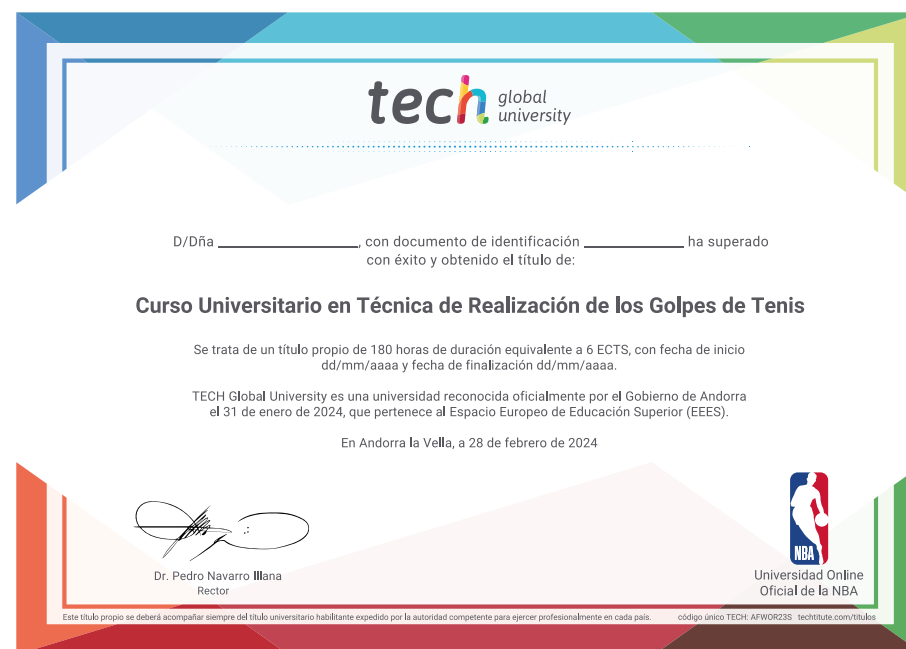 tech global university
D/Dña ______________, con documento de identificación __________ ha superado
con éxito y obtenido el título de:
Curso Universitario en Técnica de Realización de los Golpes de Tenis
Se trata de un título propio de 180 horas de duración equivalente a 6 ECTS, con fecha de inicio
dd/mm/aaaa y fecha de finalización dd/mm/aaaa.
TECH Global University es una universidad reconocida oficialmente por el Gobierno de Andorra
el 31 de enero de 2024, que pertenece al Espacio Europeo de Educación Superior (EEES).
En Andorra la Vella, a 28 de febrero de 2024
Dr. Pedro Navarro Illana
Rector
NBA
Universidad Online
Oficial de la NBA
Este título propio se deberá acompañar siempre del título universitario habilitante expedido por la autoridad competente para ejercer profesionalmente en cada país. código único TECH: AFWOR23S techtitute.com/titulos